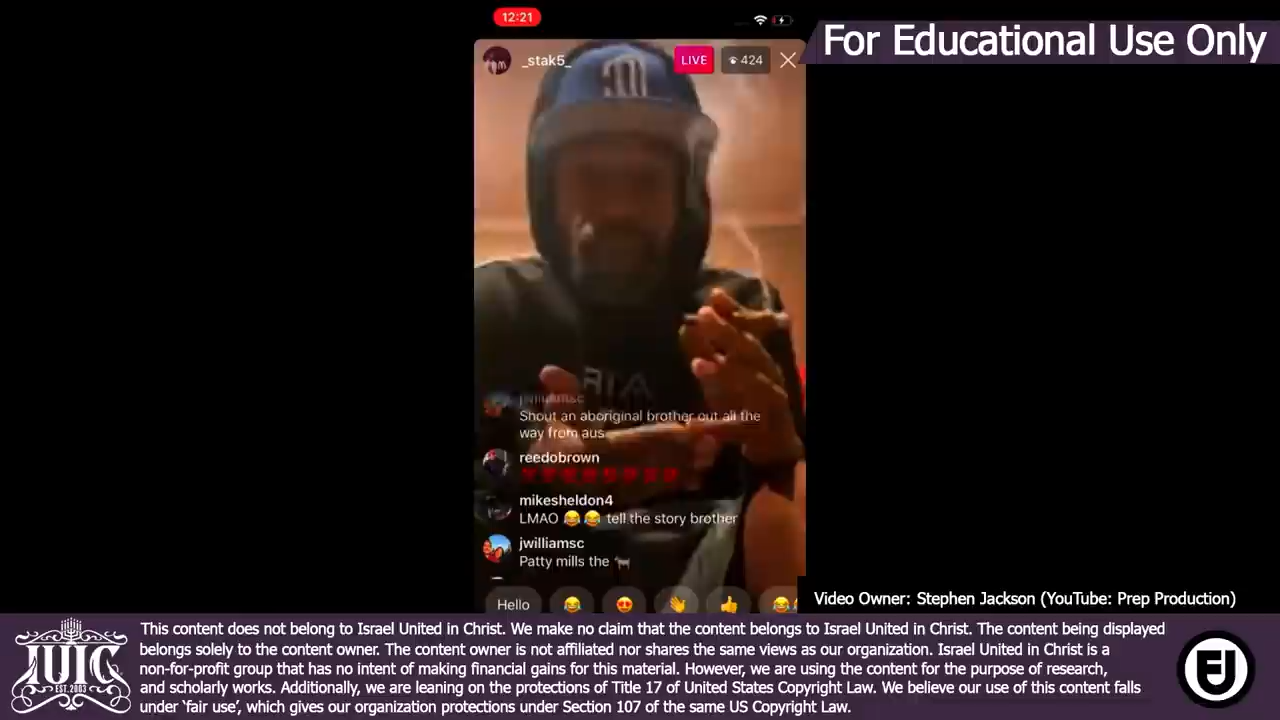 12:21
For Educational Use Only
_stak5_
LIVE
424
jwilliamsc
Shout an aboriginal brother out all the
way from aus
reedobrown
mikesheldon4
LMAO 😂 😂 tell the story brother
jwilliamsc
Patty mills the 🐐
Hello
Video Owner: Stephen Jackson (YouTube: Prep Production)
This content does not belong to Israel United in Christ. We make no claim that the content belongs to Israel United in Christ. The content being displayed
belongs solely to the content owner. The content owner is not affiliated nor shares the same views as our organization. Israel United in Christ is a
non-for-profit group that has no intent of making financial gains for this material. However, we are using the content for the purpose of research,
and scholarly works. Additionally, we are leaning on the protections of Title 17 of United States Copyright Law. We believe our use of this content falls
under ‘fair use’, which gives our organization protections under Section 107 of the same US Copyright Law.
IUIC
EST. 2003